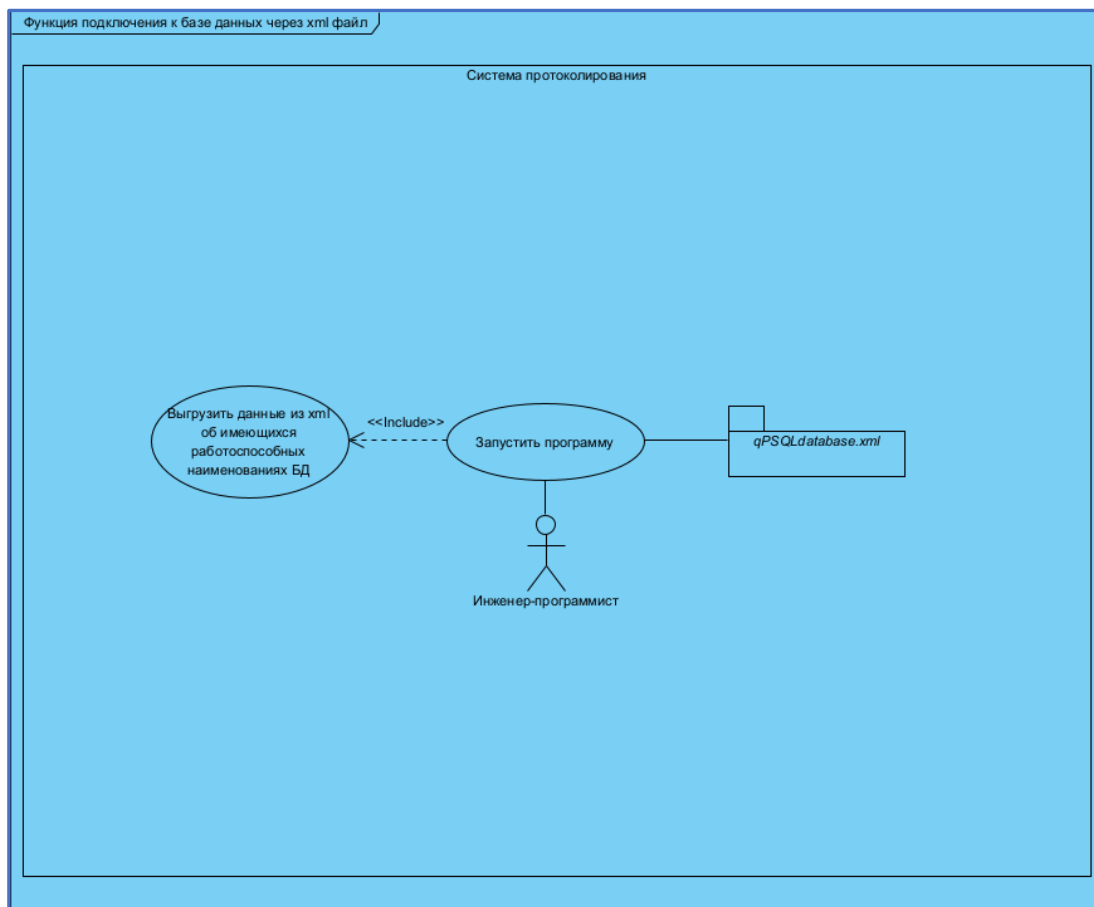 Функция подключения к базе данных через xml файл
Система протоколирования
Выгрузить данные из xml
об имеющихся
работоспособных
наименованиях БД
<<Include>>
Запустить программу
qPSQLdatabase.xml
Инженер-программист